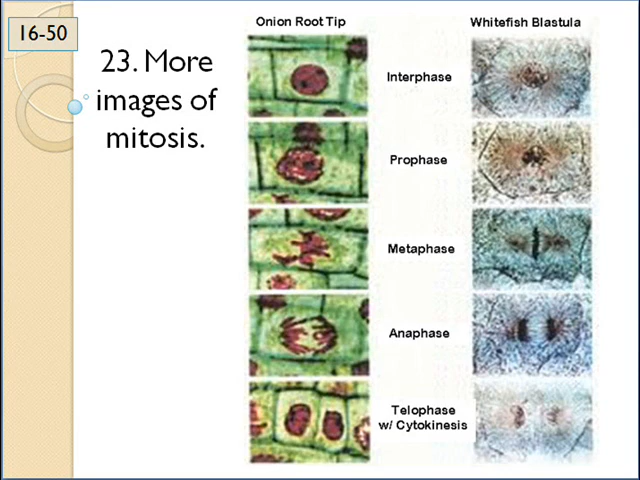 16-50
23. More
images of
mitosis.
Onion Root Tip
Whitefish Blastula
Interphase
Prophase
Metaphase
Anaphase
Telophase
w/ Cytokinesis